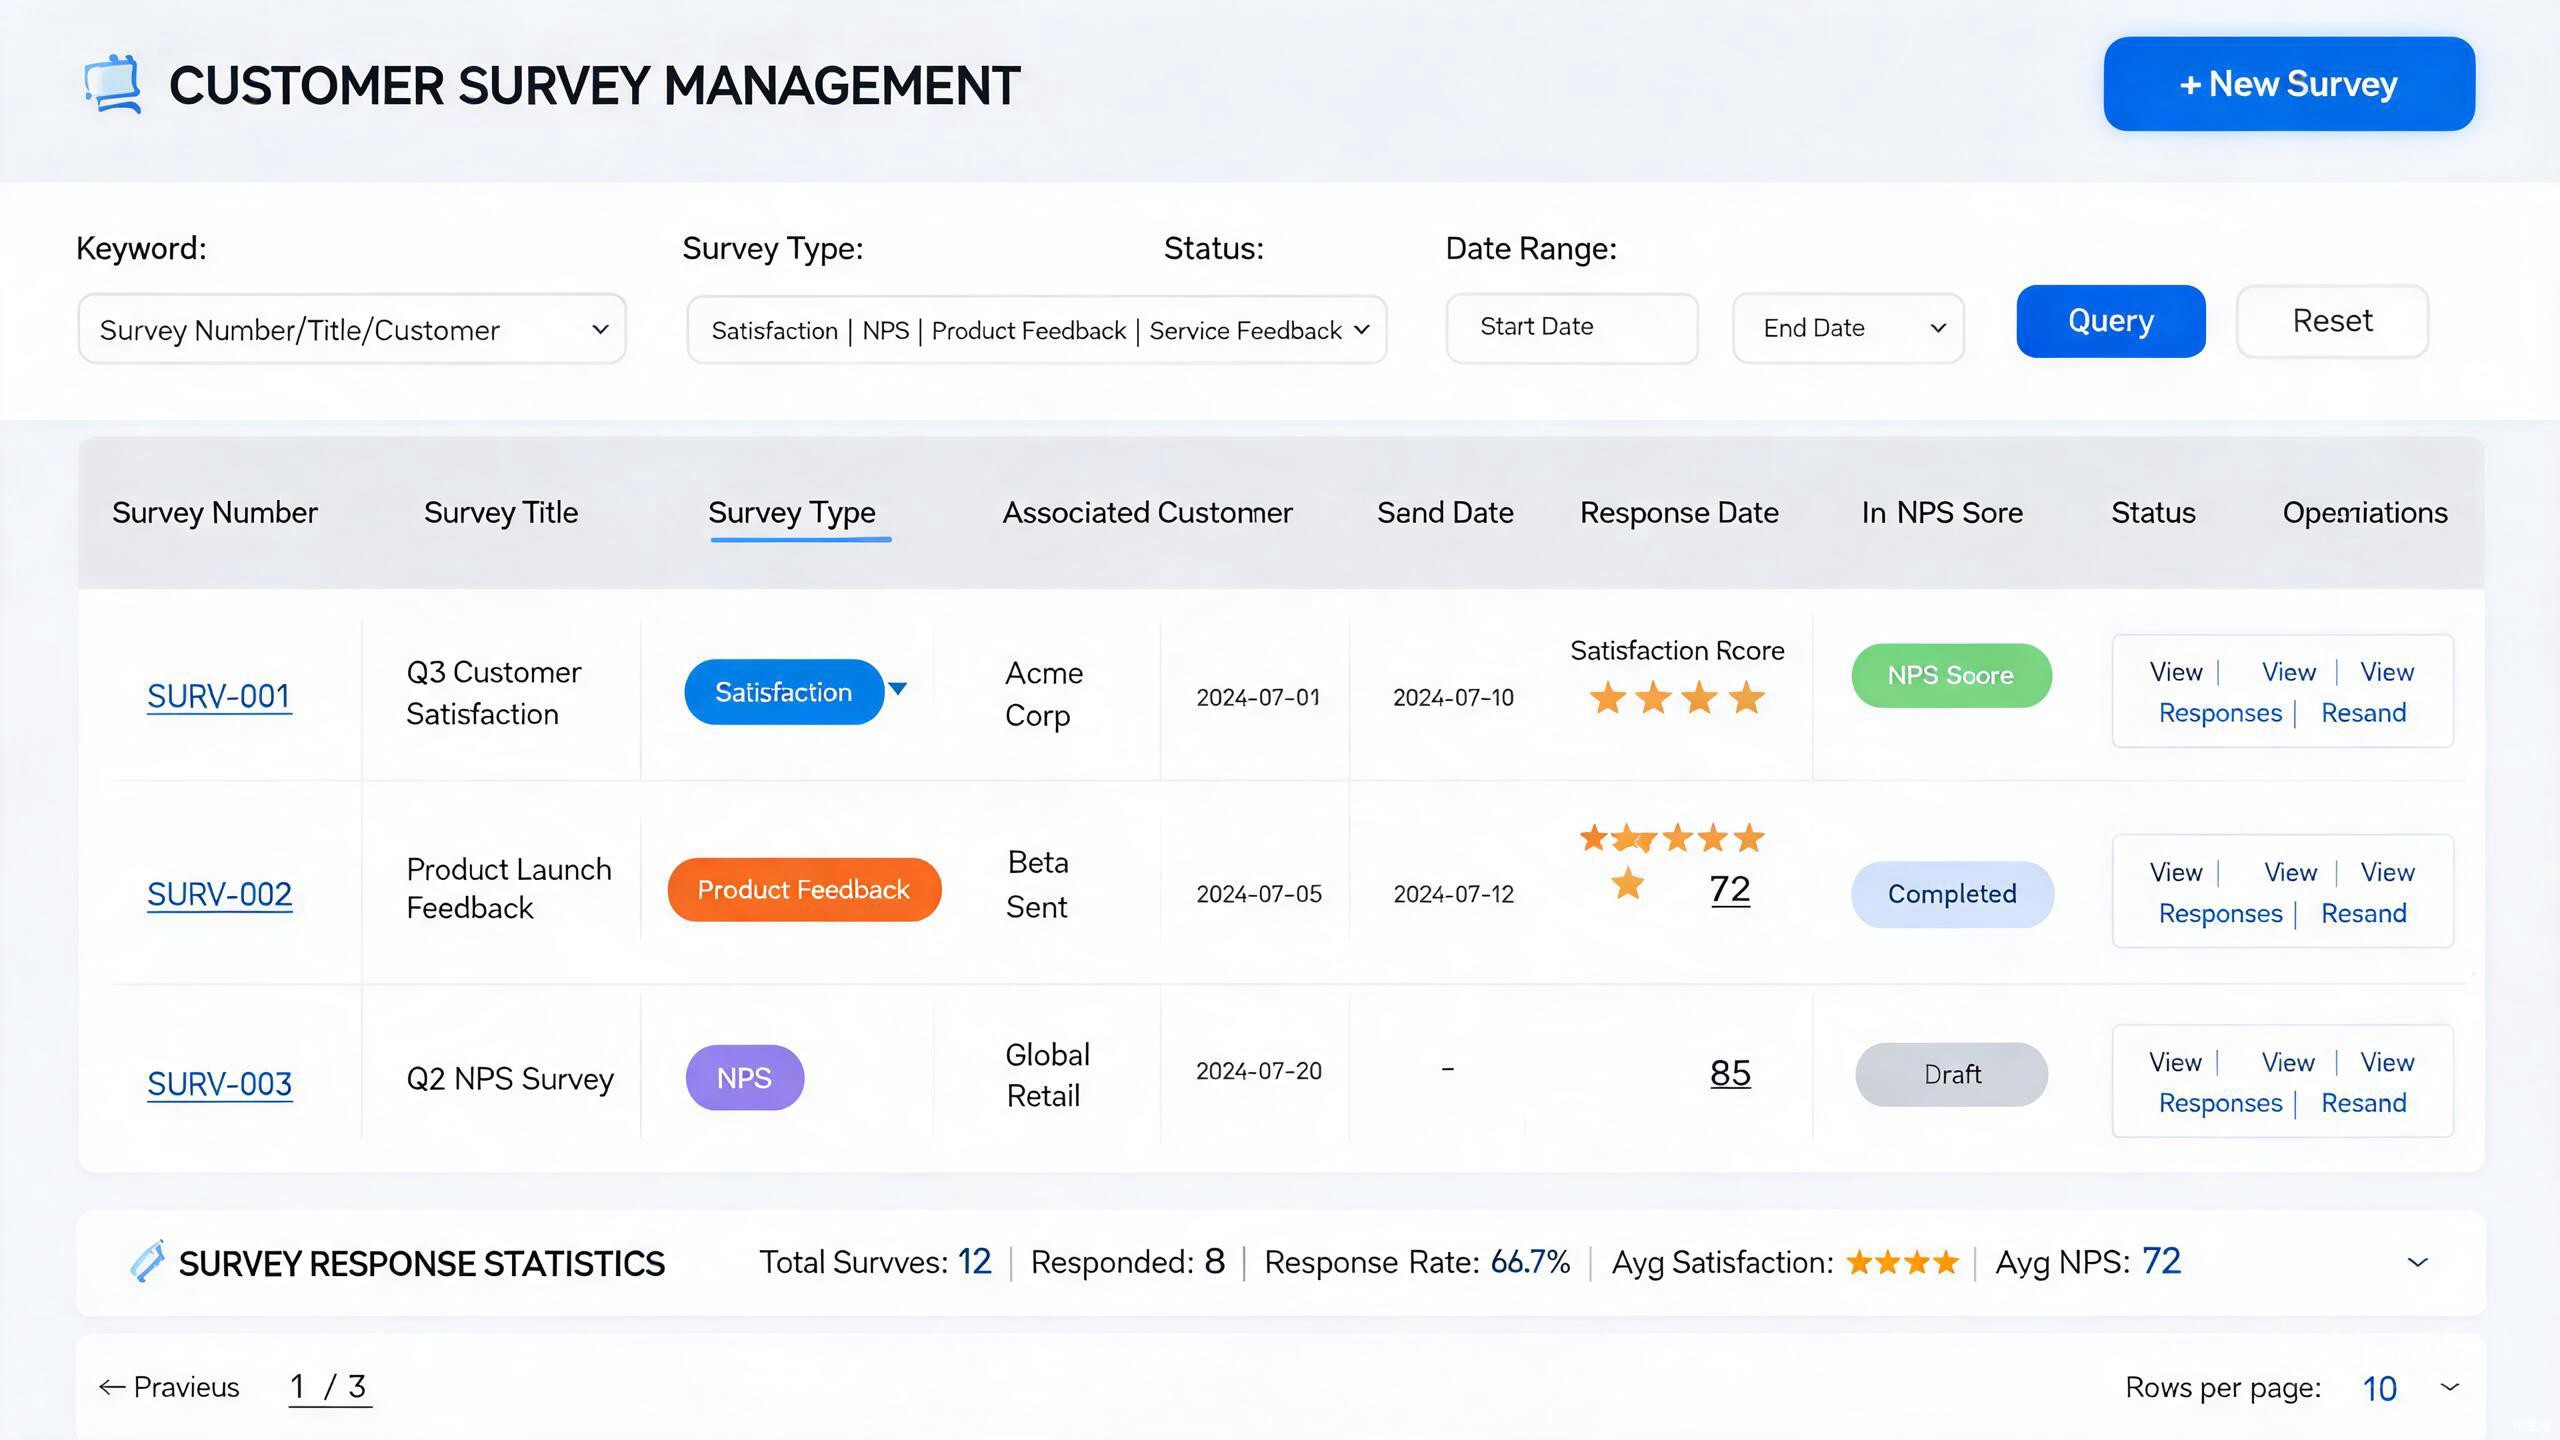 CUSTOMER SURVEY MANAGEMENT
+ New Survey
Keyword:
Survey Type:
Status:
Date Range:
Survey Number/Title/Customer
Satisfaction | NPS | Product Feedback | Service Feedback
Start Date
End Date
Query
Reset
Survey Number
Survey Title
Survey Type
Associated Customer
Sand Date
Response Date
In NPS Sore
Status
SURV-001
Q3 Customer
Satisfaction
Satisfaction
Acme
Corp
2024-07-01
2024-07-10
Satisfaction Rcore
NPS Soore
View | View | View
Responses | Resand
SURV-002
Product Launch
Feedback
Product Feedback
Beta
Sent
2024-07-05
2024-07-12
72
Completed
View | View | View
Responses | Resand
SURV-003
Q2 NPS Survey
NPS
Global
Retail
2024-07-20
-
85
Draft
View | View | View
Responses | Resand
SURVEY RESPONSE STATISTICS
Total Survves: 12 | Responded: 8 | Response Rate: 66.7% | Ayg Satisfaction: ★★★★ | Ayg NPS: 72
← Pravieus
1 / 3
Rows per page: 10